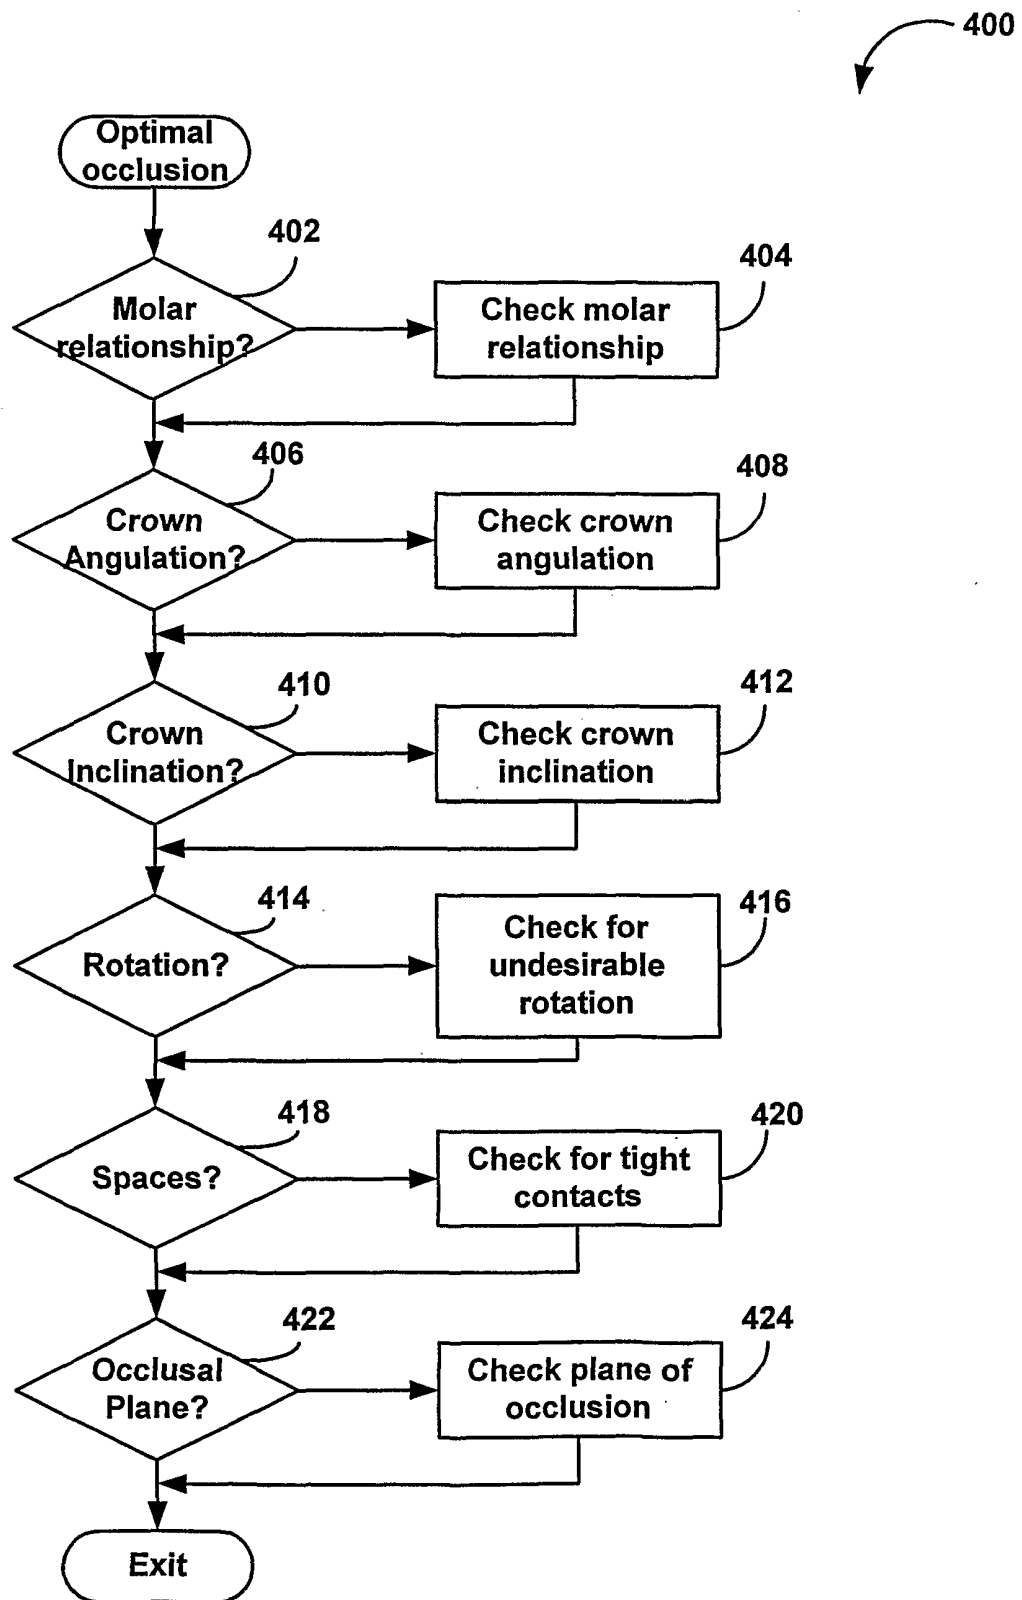 400
Optimal
occlusion
402
404
Molar
relationship?
Check molar
relationship
406
408
Crown
Angulation?
Check crown
angulation
410
412
Crown
Inclination?
Check crown
inclination
414
416
Rotation?
Check for
undesirable
rotation
418
420
Spaces?
Check for tight
contacts
422
424
Occlusal
Plane?
Check plane of
occlusion
Exit